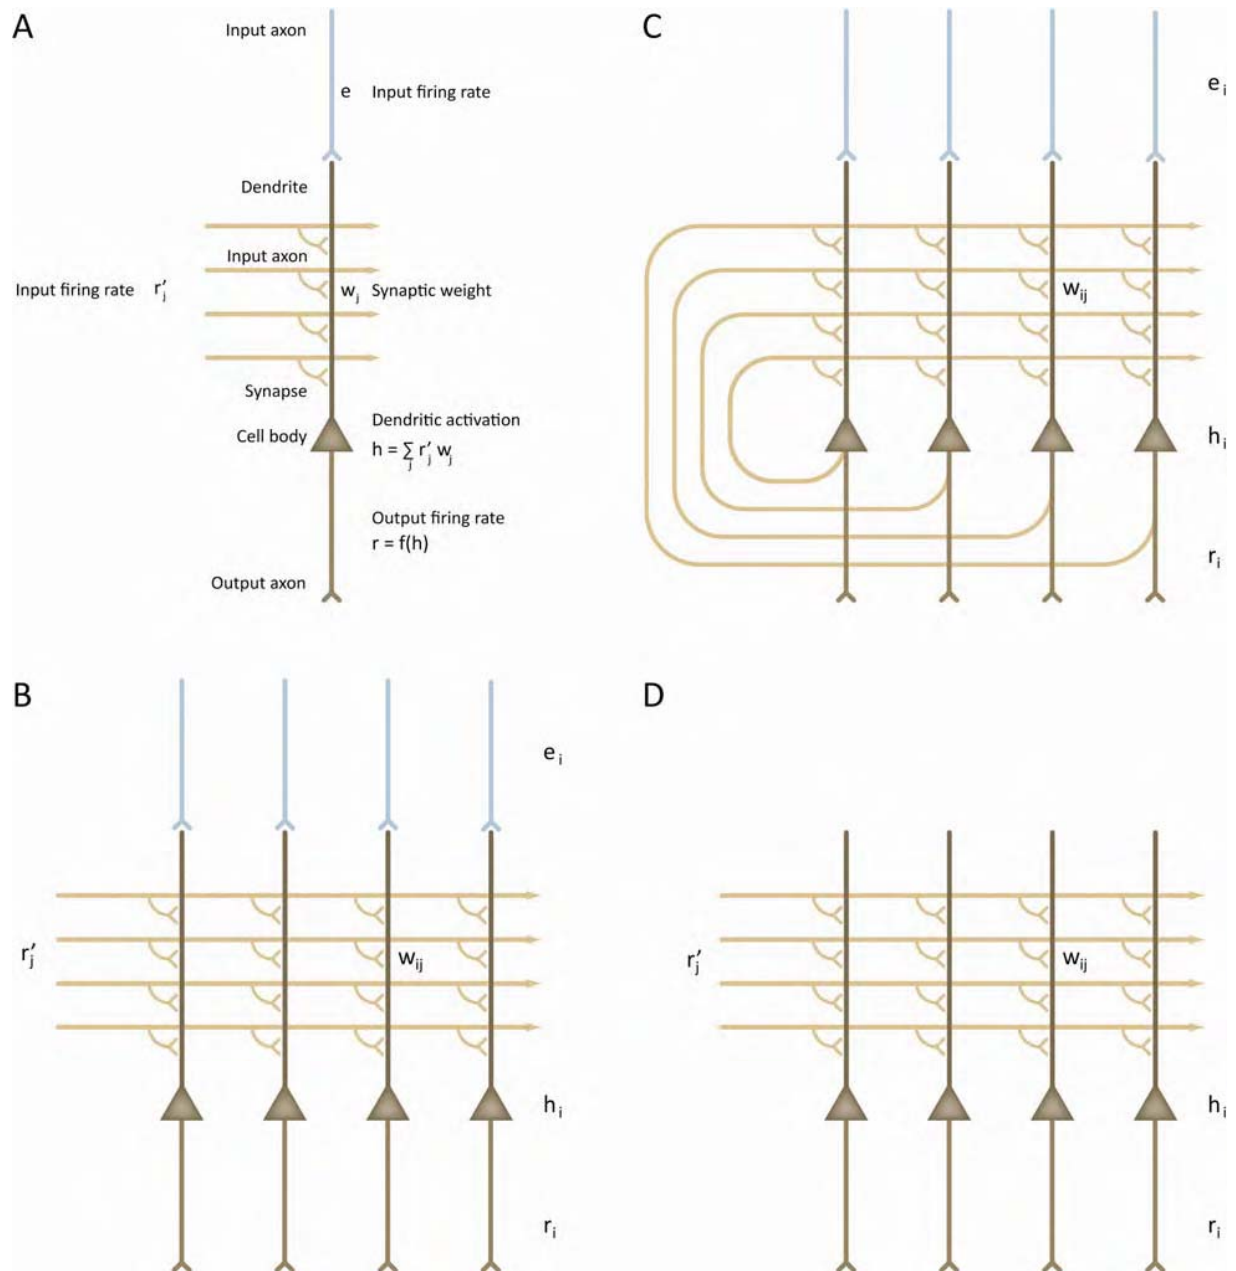 A
Input axon
e Input firing rate
Dendrite
Input axon
Input firing rate r′j
wj Synaptic weight
Synapse
Cell body
Dendritic activation
h = ∑j r′j wj
Output firing rate
r = f(h)
Output axon
C
ei
wij
hi
ri
B
ei
r′j
wij
hi
ri
D
r′j
wij
hi
ri